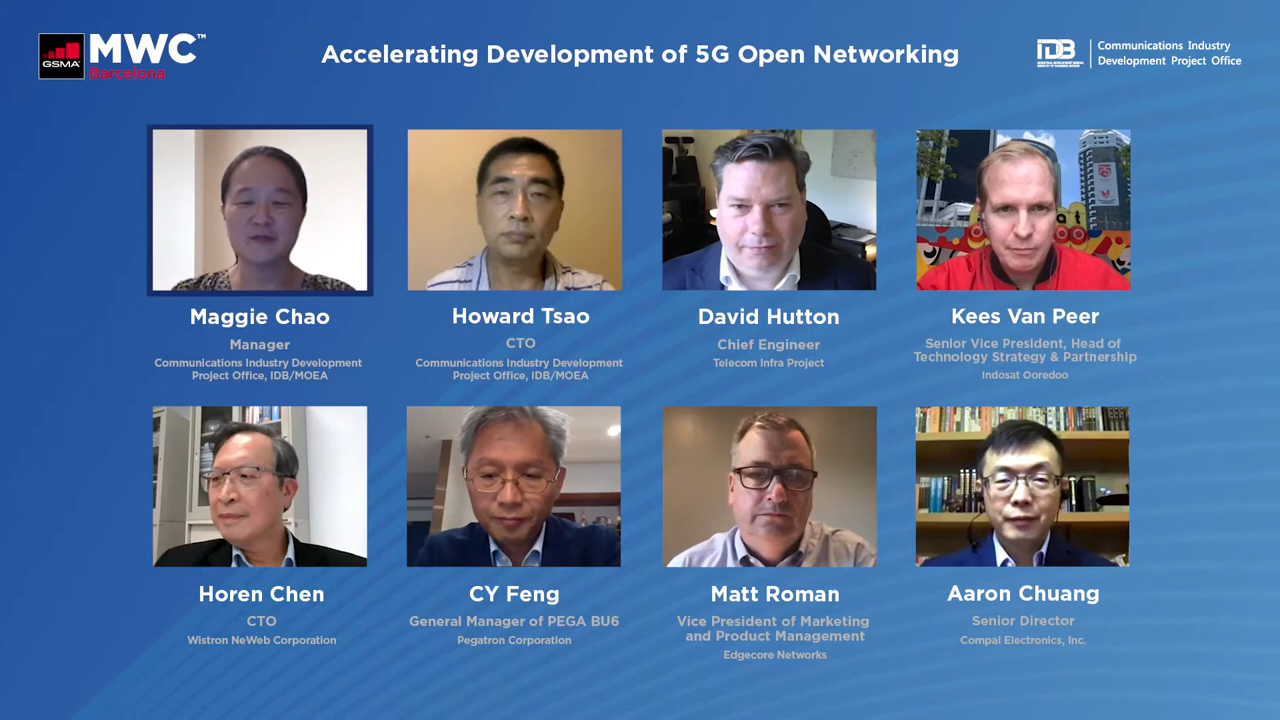 GSMA
MWC™
Barcelona
Accelerating Development of 5G Open Networking
IDB
Communications Industry
Development Project Office
Maggie Chao
Manager
Communications Industry Development
Project Office, IDB/MOEA
Howard Tsao
CTO
Communications Industry Development
Project Office, IDB/MOEA
David Hutton
Chief Engineer
Telecom Infra Project
Kees Van Peer
Senior Vice President, Head of
Technology Strategy & Partnership
Indosat Ooredoo
Horen Chen
CTO
Wistron NeWeb Corporation
CY Feng
General Manager of PEGA BU6
Pegatron Corporation
Matt Roman
Vice President of Marketing
and Product Management
Edgecore Networks
Aaron Chuang
Senior Director
Compal Electronics, Inc.